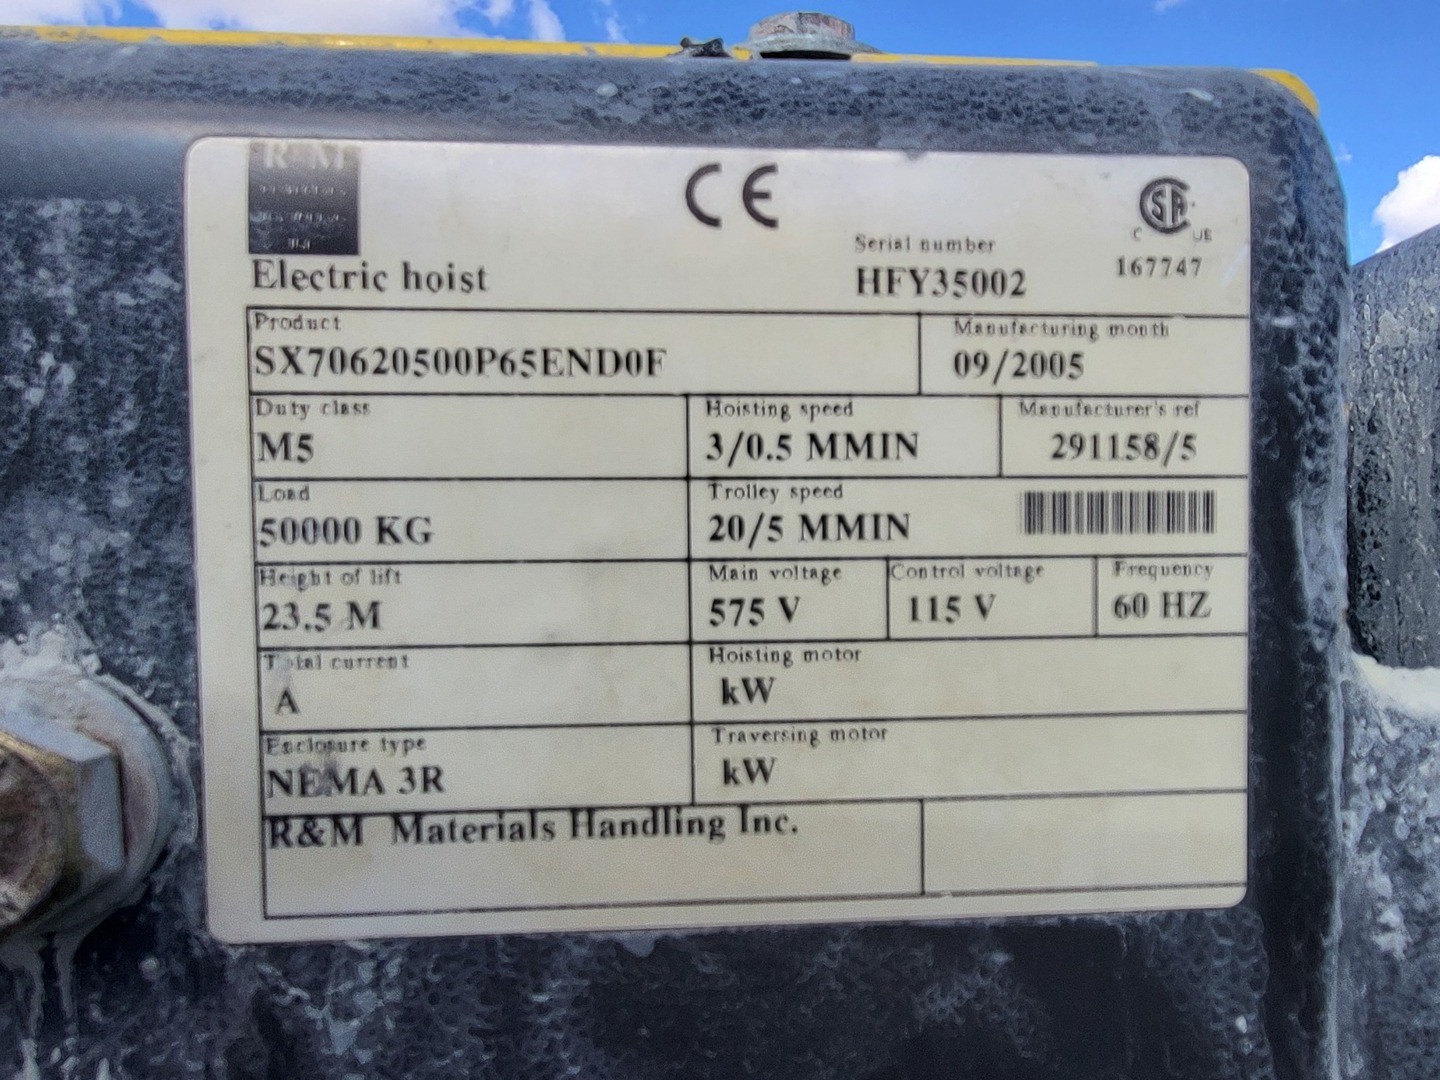 R&M
CE
CSA
C US
167747
Electric hoist
Serial number
HFY35002
Product
SX70620500P65END0F
Manufacturing month
09/2005
Duty class
M5
Hoisting speed
3/0.5 MMIN
Manufacturer's ref
291158/5
Load
50000 KG
Trolley speed
20/5 MMIN
Height of lift
23.5 M
Main voltage
575 V
Control voltage
115 V
Frequency
60 HZ
Total current
A
Hoisting motor
kW
Enclosure type
NEMA 3R
Traversing motor
kW
R&M Materials Handling Inc.